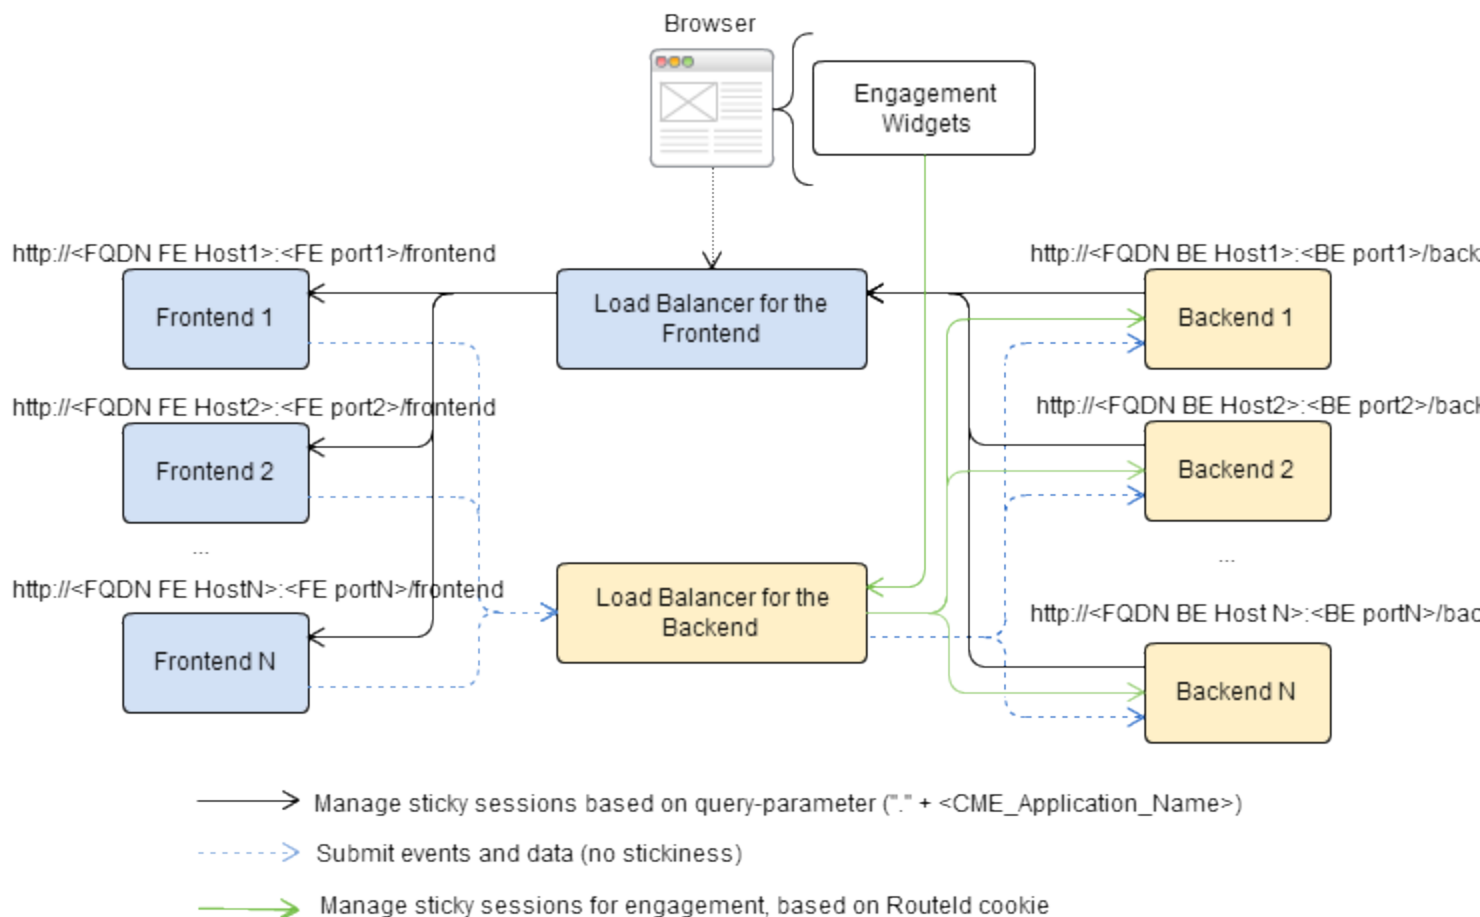 Browser
Engagement
Widgets
http://<FQDN FE Host1>:<FE port1>/frontend
http://<FQDN BE Host1>:<BE port1>/back
Frontend 1
Load Balancer for the
Frontend
Backend 1
http://<FQDN FE Host2>:<FE port2>/frontend
http://<FQDN BE Host2>:<BE port2>/back
Frontend 2
Backend 2
...
...
http://<FQDN FE HostN>:<FE portN>/frontend
http://<FQDN BE Host N>:<BE portN>/bac
Load Balancer for the
Backend
Frontend N
Backend N
Manage sticky sessions based on query-parameter ("." + <CME_Application_Name>)
Submit events and data (no stickiness)
Manage sticky sessions for engagement, based on RouteId cookie